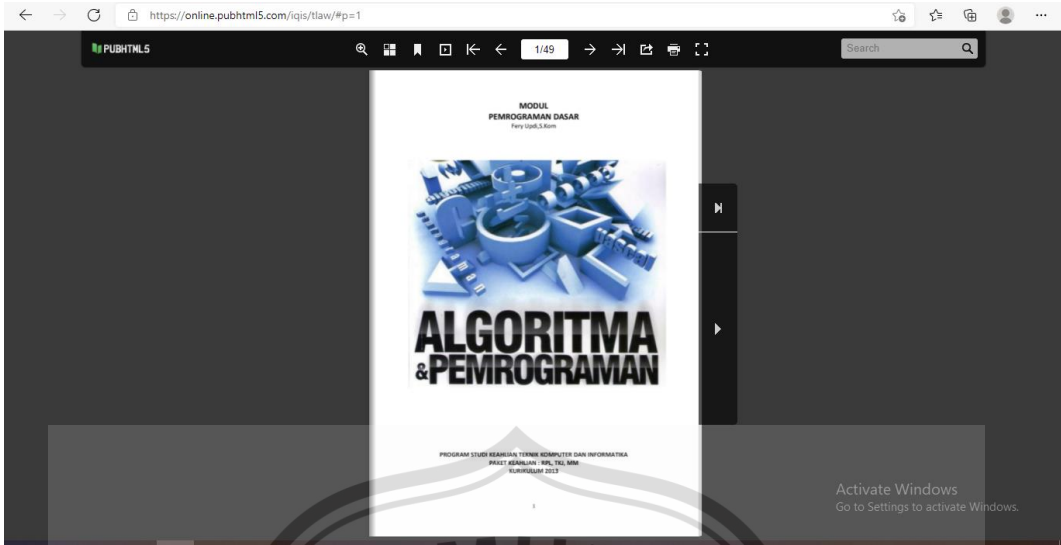 https://online.pubhtml5.com/iqis/tlaw/#p=1
PUBHTML5
1/49
Search
MODUL
PEMROGRAMAN DASAR
Fery Updi,S.Kom
pascal
ALGORITMA
&PEMROGRAMAN
PROGRAM STUDI KEAHLIAN TEKNIK KOMPUTER DAN INFORMATIKA
PAKET KEAHLIAN : RPL, TKJ, MM
KURIKULUM 2013
1
Activate Windows
Go to Settings to activate Windows.